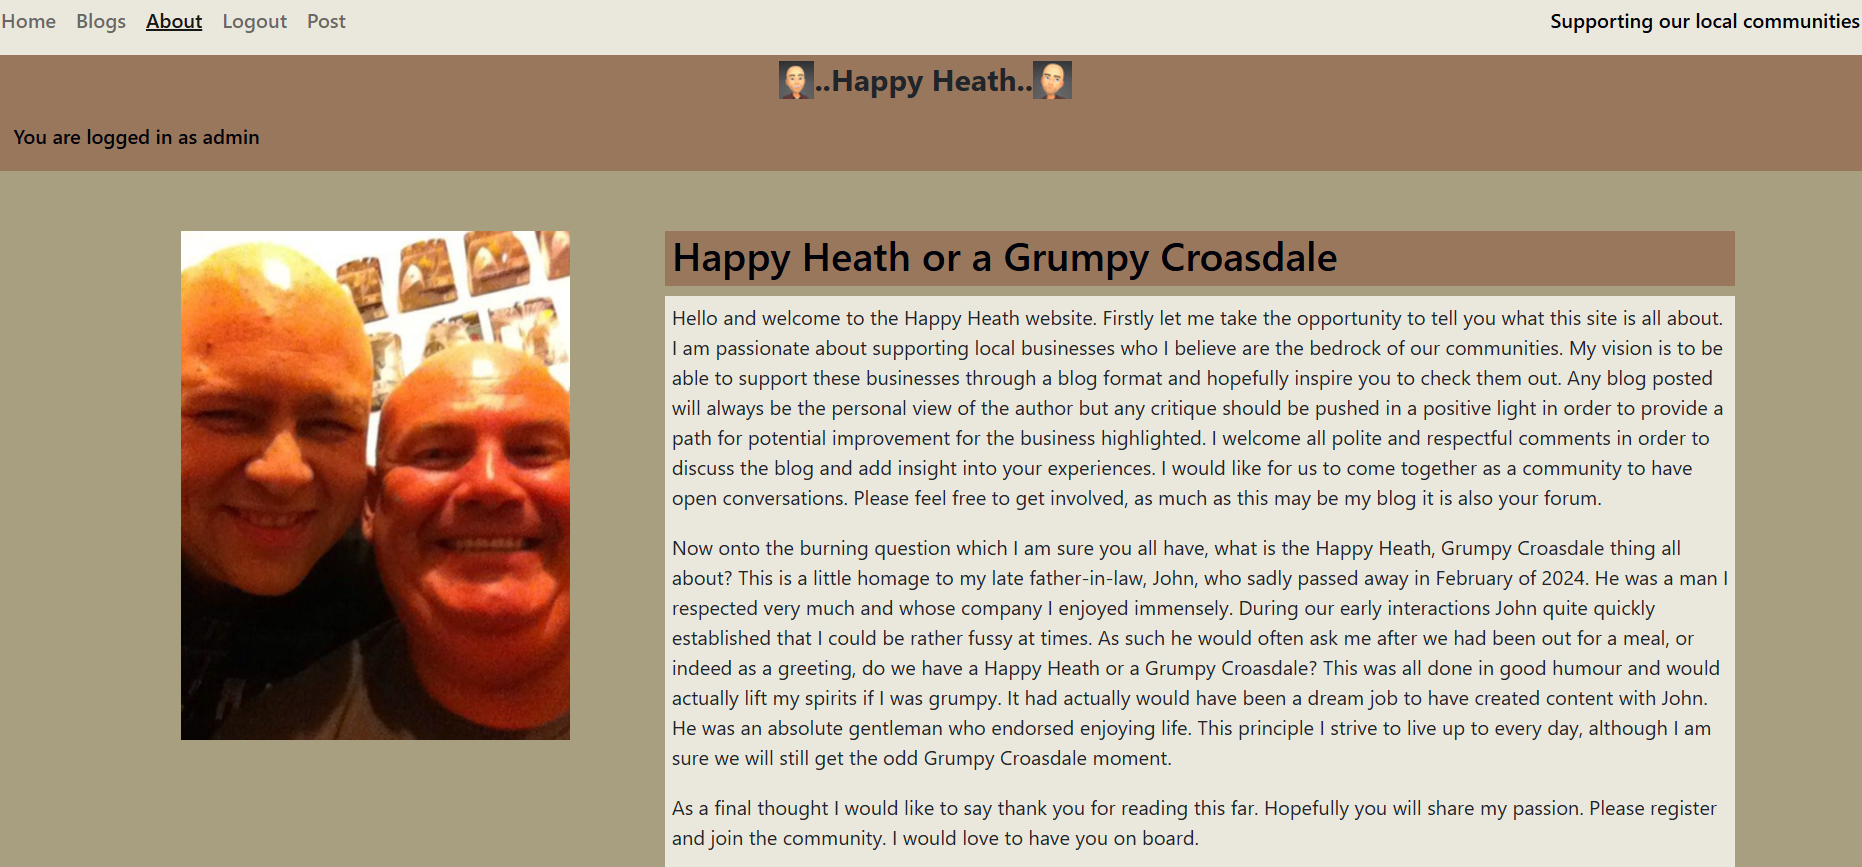 Home Blogs About Logout Post Supporting our local communities
..Happy Heath..
You are logged in as admin
Happy Heath or a Grumpy Croasdale
Hello and welcome to the Happy Heath website. Firstly let me take the opportunity to tell you what this site is all about.
I am passionate about supporting local businesses who I believe are the bedrock of our communities. My vision is to be
able to support these businesses through a blog format and hopefully inspire you to check them out. Any blog posted
will always be the personal view of the author but any critique should be pushed in a positive light in order to provide a
path for potential improvement for the business highlighted. I welcome all polite and respectful comments in order to
discuss the blog and add insight into your experiences. I would like for us to come together as a community to have
open conversations. Please feel free to get involved, as much as this may be my blog it is also your forum.
Now onto the burning question which I am sure you all have, what is the Happy Heath, Grumpy Croasdale thing all
about? This is a little homage to my late father-in-law, John, who sadly passed away in February of 2024. He was a man I
respected very much and whose company I enjoyed immensely. During our early interactions John quite quickly
established that I could be rather fussy at times. As such he would often ask me after we had been out for a meal, or
indeed as a greeting, do we have a Happy Heath or a Grumpy Croasdale? This was all done in good humour and would
actually lift my spirits if I was grumpy. It had actually would have been a dream job to have created content with John.
He was an absolute gentleman who endorsed enjoying life. This principle I strive to live up to every day, although I am
sure we will still get the odd Grumpy Croasdale moment.
As a final thought I would like to say thank you for reading this far. Hopefully you will share my passion. Please register
and join the community. I would love to have you on board.